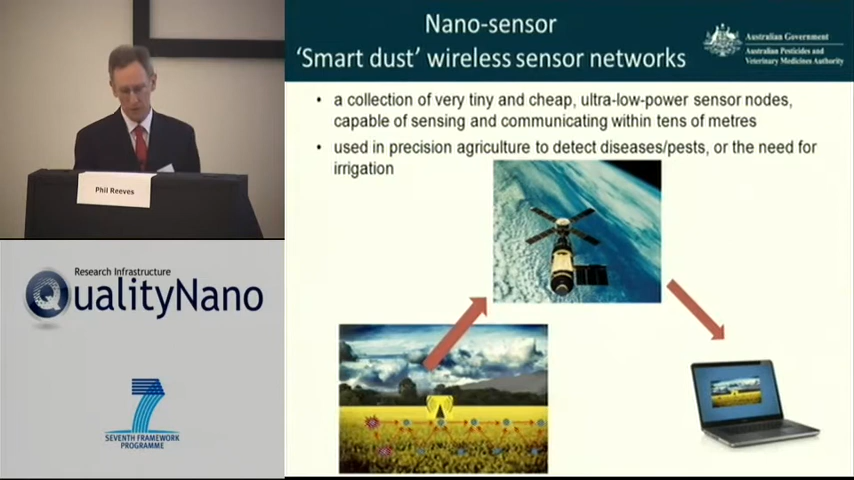 Nano-sensor
'Smart dust' wireless sensor networks
Australian Government
Australian Pesticides and
Veterinary Medicines Authority
• a collection of very tiny and cheap, ultra-low-power sensor nodes,
capable of sensing and communicating within tens of metres
• used in precision agriculture to detect diseases/pests, or the need for
irrigation
Phil Reeves
Research Infrastructure
QualityNano
7
SEVENTH FRAMEWORK
PROGRAMME